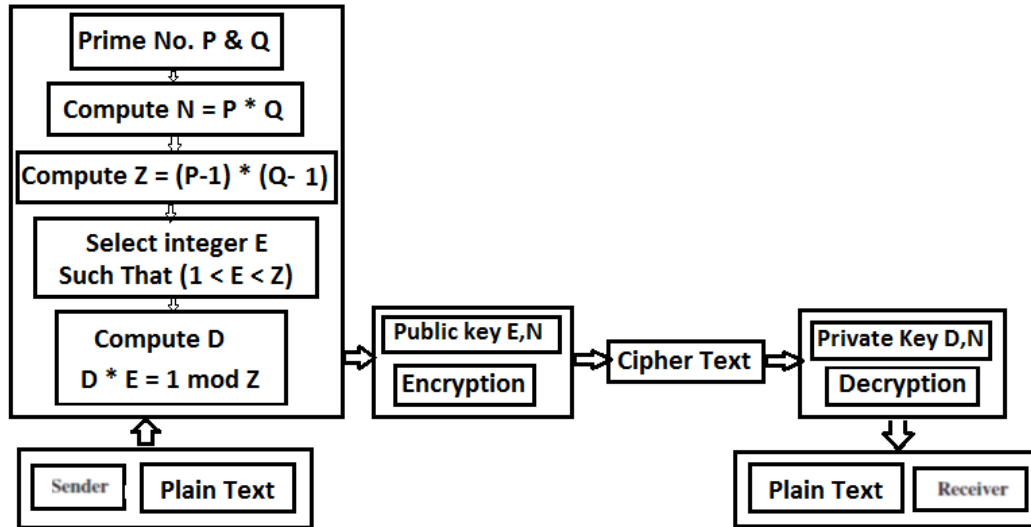 Prime No. P & Q
Compute N = P * Q
Compute Z = (P-1) * (Q- 1)
Select integer E
Such That (1 < E < Z)
Compute D
D * E = 1 mod Z
Public key E,N
Encryption
Cipher Text
Private Key D,N
Decryption
Sender
Plain Text
Plain Text
Receiver